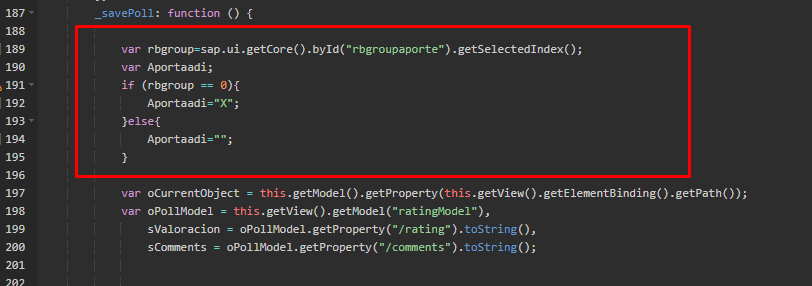 187 _savePoll: function () {
188
189 var rbgroup=sap.ui.getCore().byId("rbgroupaporte").getSelectedIndex();
190 var Aportaadi;
191 if (rbgroup == 0){
192 Aportaadi="X";
193 }else{
194 Aportaadi="";
195 }
196
197 var oCurrentObject = this.getModel().getProperty(this.getView().getElementBinding().getPath());
198 var oPollModel = this.getView().getModel("ratingModel"),
199 sValoracion = oPollModel.getProperty("/rating").toString(),
200 sComments = oPollModel.getProperty("/comments").toString();
201
202